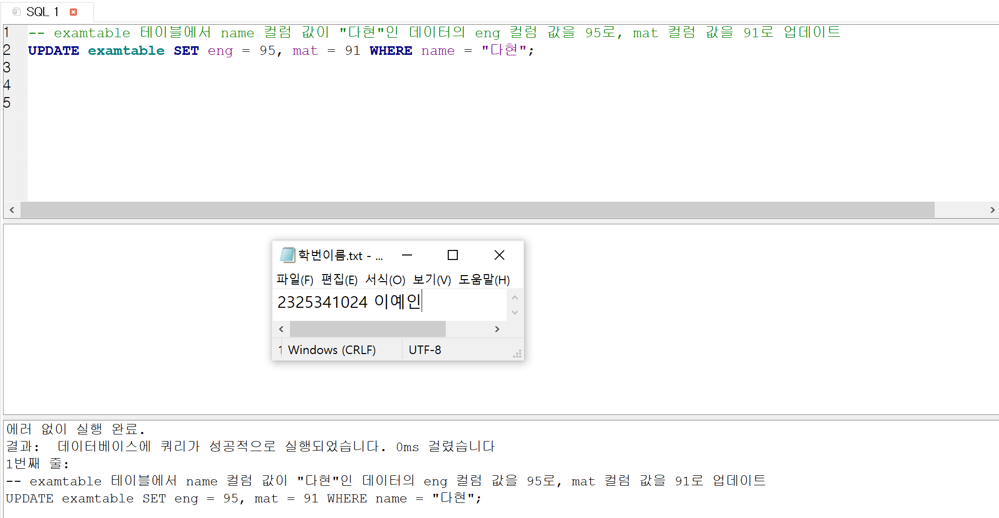 SQL 1
1 -- examtable 테이블에서 name 컬럼 값이 "다현"인 데이터의 eng 컬럼 값을 95로, mat 컬럼 값을 91로 업데이트
2 UPDATE examtable SET eng = 95, mat = 91 WHERE name = "다현";
3
4
5
학번이름.txt - ...
파일(F) 편집(E) 서식(O) 보기(V) 도움말(H)
2325341024 이예인
1 Windows (CRLF) UTF-8
에러 없이 실행 완료.
결과: 데이터베이스에 쿼리가 성공적으로 실행되었습니다. 0ms 걸렸습니다
1번째 줄:
-- examtable 테이블에서 name 컬럼 값이 "다현"인 데이터의 eng 컬럼 값을 95로, mat 컬럼 값을 91로 업데이트
UPDATE examtable SET eng = 95, mat = 91 WHERE name = "다현";